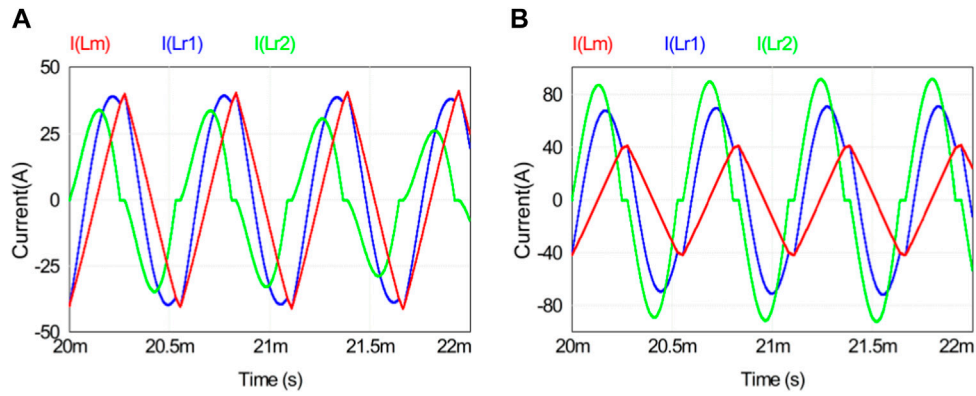 A
I(Lm) I(Lr1) I(Lr2)
50
25
0
-25
-50
Current(A)
20m 20.5m 21m 21.5m 22m
Time (s)
B
I(Lm) I(Lr1) I(Lr2)
80
40
0
-40
-80
Current(A)
20m 20.5m 21m 21.5m 22m
Time (s)